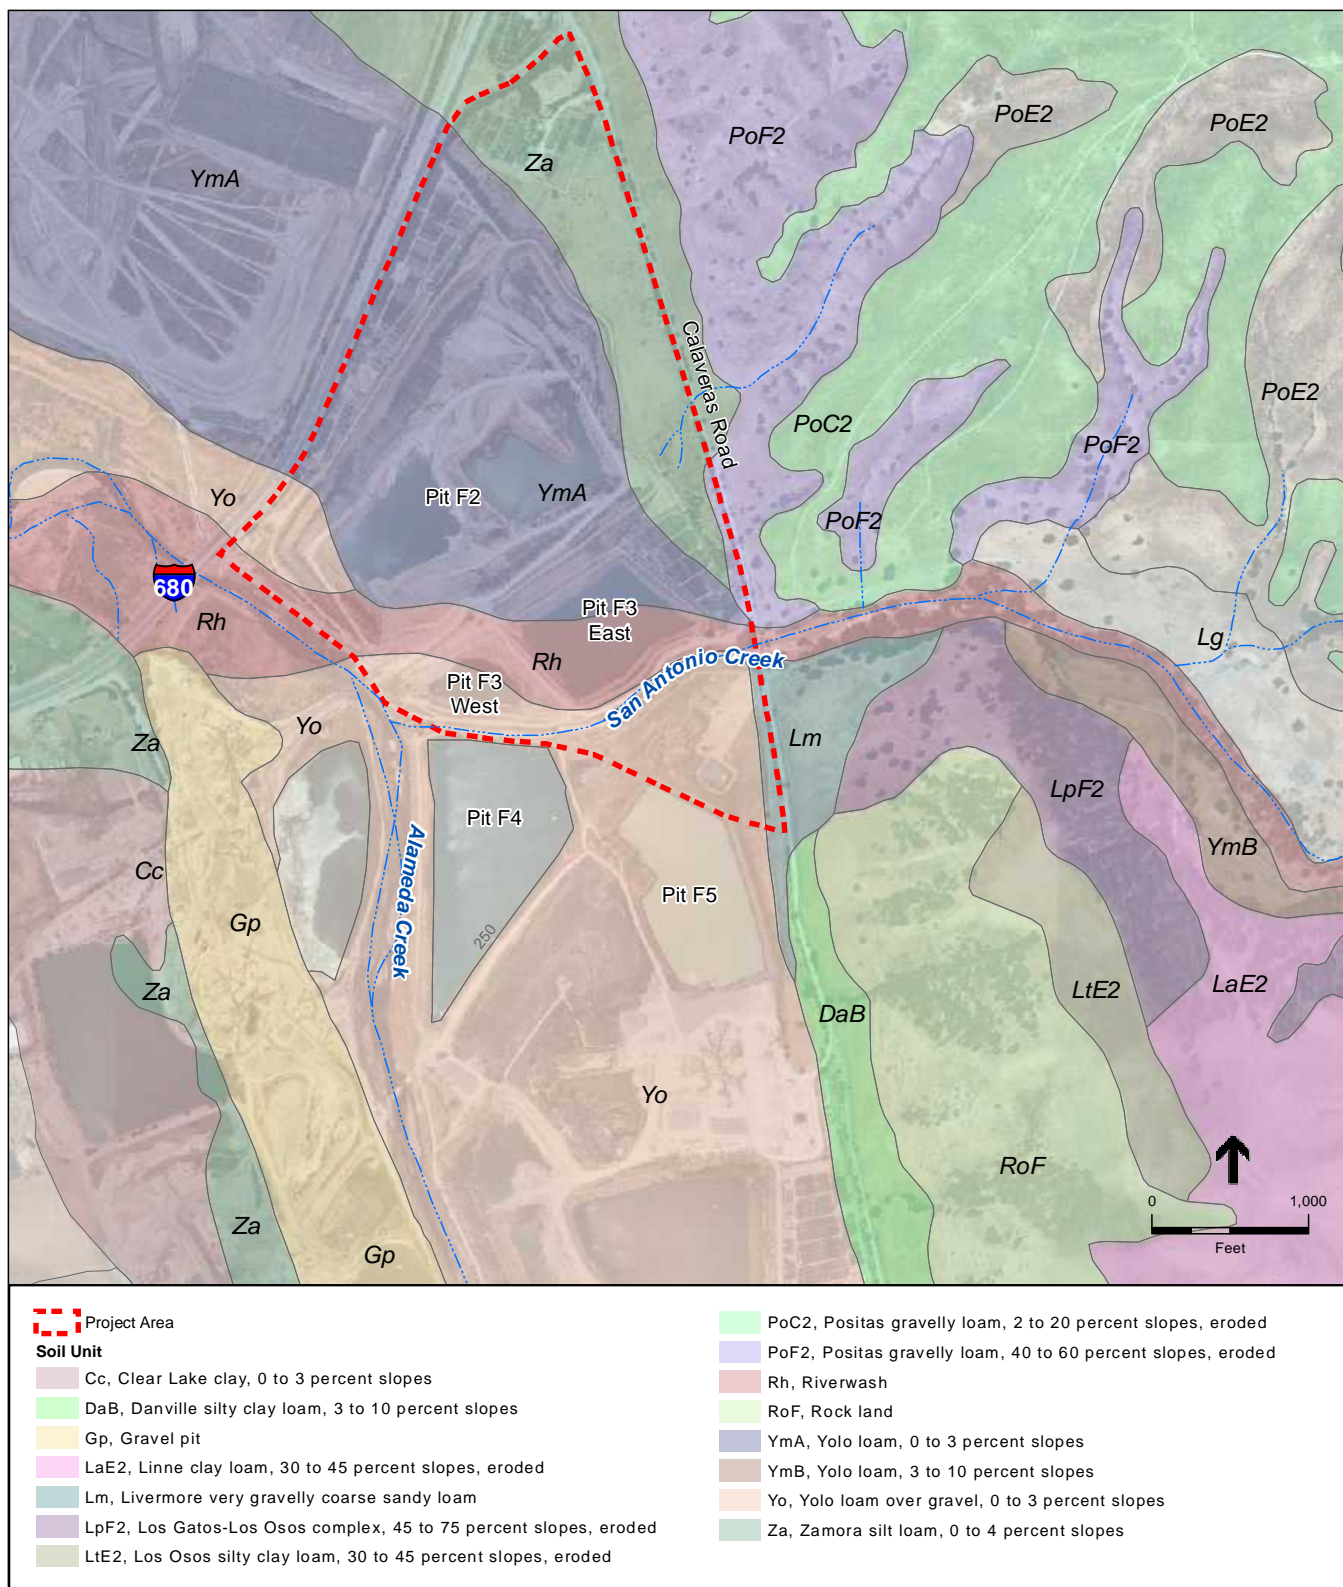 PoE2
PoE2
PoF2
Za
YmA
Calaveras Road
PoE2
PoC2
PoF2
Yo
Pit F2
YmA
PoF2
680
Rh
Pit F3
East
Lg
Rh
San Antonio Creek
Pit F3
West
Yo
Za
Lm
LpF2
Pit F4
YmB
Alameda Creek
Cc
Pit F5
Gp
250
Za
LtE2
LaE2
DaB
Yo
RoF
Za
Gp
0 1,000
Feet
Project Area
Soil Unit
Cc, Clear Lake clay, 0 to 3 percent slopes
DaB, Danville silty clay loam, 3 to 10 percent slopes
Gp, Gravel pit
LaE2, Linne clay loam, 30 to 45 percent slopes, eroded
Lm, Livermore very gravelly coarse sandy loam
LpF2, Los Gatos-Los Osos complex, 45 to 75 percent slopes, eroded
LtE2, Los Osos silty clay loam, 30 to 45 percent slopes, eroded
PoC2, Positas gravelly loam, 2 to 20 percent slopes, eroded
PoF2, Positas gravelly loam, 40 to 60 percent slopes, eroded
Rh, Riverwash
RoF, Rock land
YmA, Yolo loam, 0 to 3 percent slopes
YmB, Yolo loam, 3 to 10 percent slopes
Yo, Yolo loam over gravel, 0 to 3 percent slopes
Za, Zamora silt loam, 0 to 4 percent slopes